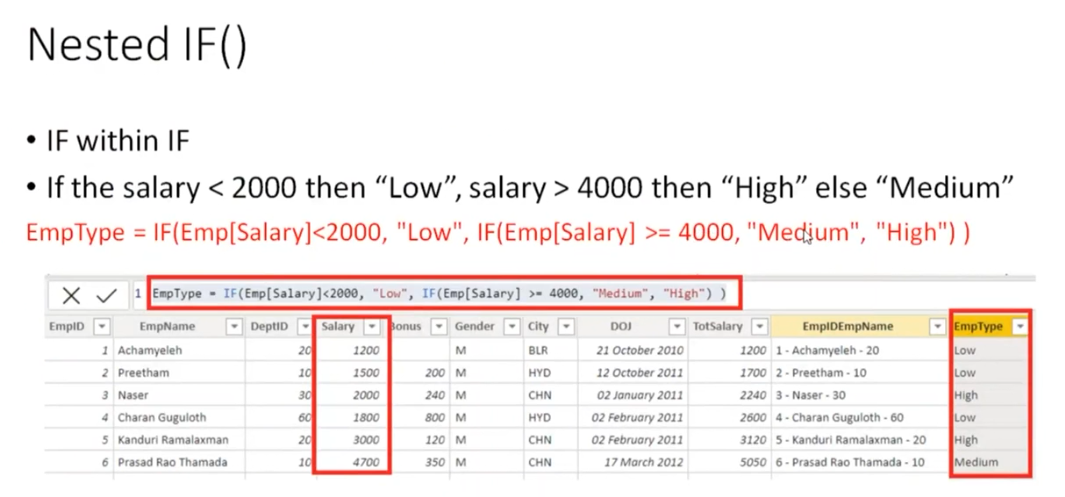 Nested IF()
• IF within IF
• If the salary < 2000 then “Low”, salary > 4000 then “High” else “Medium”
EmpType = IF(Emp[Salary]<2000, "Low", IF(Emp[Salary] >= 4000, "Medium", "High") )
1 EmpType = IF(Emp[Salary]<2000, "Low", IF(Emp[Salary] >= 4000, "Medium", "High") )
EmpID EmpName DeptID Salary Bonus Gender City DOJ TotSalary EmpIDEmpName EmpType
1 Achamyeleh 20 1200 M BLR 21 October 2010 1200 1 - Achamyeleh - 20 Low
2 Preetham 10 1500 200 M HYD 12 October 2011 1700 2 - Preetham - 10 Low
3 Naser 30 2000 240 M CHN 02 January 2011 2240 3 - Naser - 30 High
4 Charan Guguloth 60 1800 800 M HYD 02 February 2011 2600 4 - Charan Guguloth - 60 Low
5 Kanduri Ramalaxman 20 3000 120 M CHN 02 February 2011 3120 5 - Kanduri Ramalaxman - 20 High
6 Prasad Rao Thamada 10 4700 350 M CHN 17 March 2012 5050 6 - Prasad Rao Thamada - 10 Medium